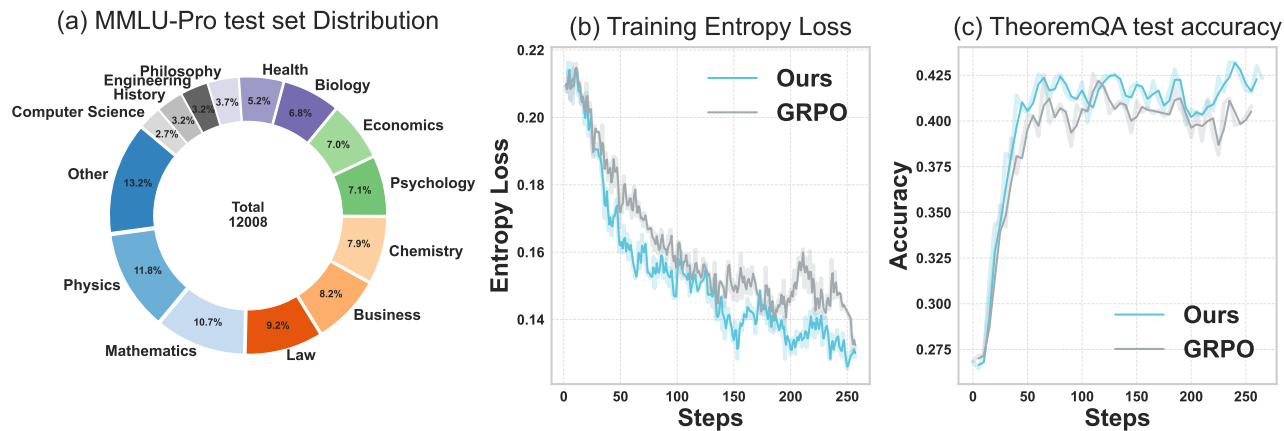 (a) MMLU-Pro test set Distribution
Philosophy
Health
Engineering
Biology
History
Computer Science
Economics
Other
Psychology
Physics
Chemistry
Mathematics
Business
Law
3.2%
3.7%
5.2%
6.8%
3.2%
2.7%
7.0%
13.2%
7.1%
Total
12008
11.8%
7.9%
10.7%
9.2%
8.2%
(b) Training Entropy Loss
Entropy Loss
0.22
0.20
0.18
0.16
0.14
Ours
GRPO
0
50
100
150
200
250
Steps
(c) TheoremQA test accuracy
Accuracy
0.425
0.400
0.375
0.350
0.325
0.300
0.275
Ours
GRPO
0
50
100
150
200
250
Steps